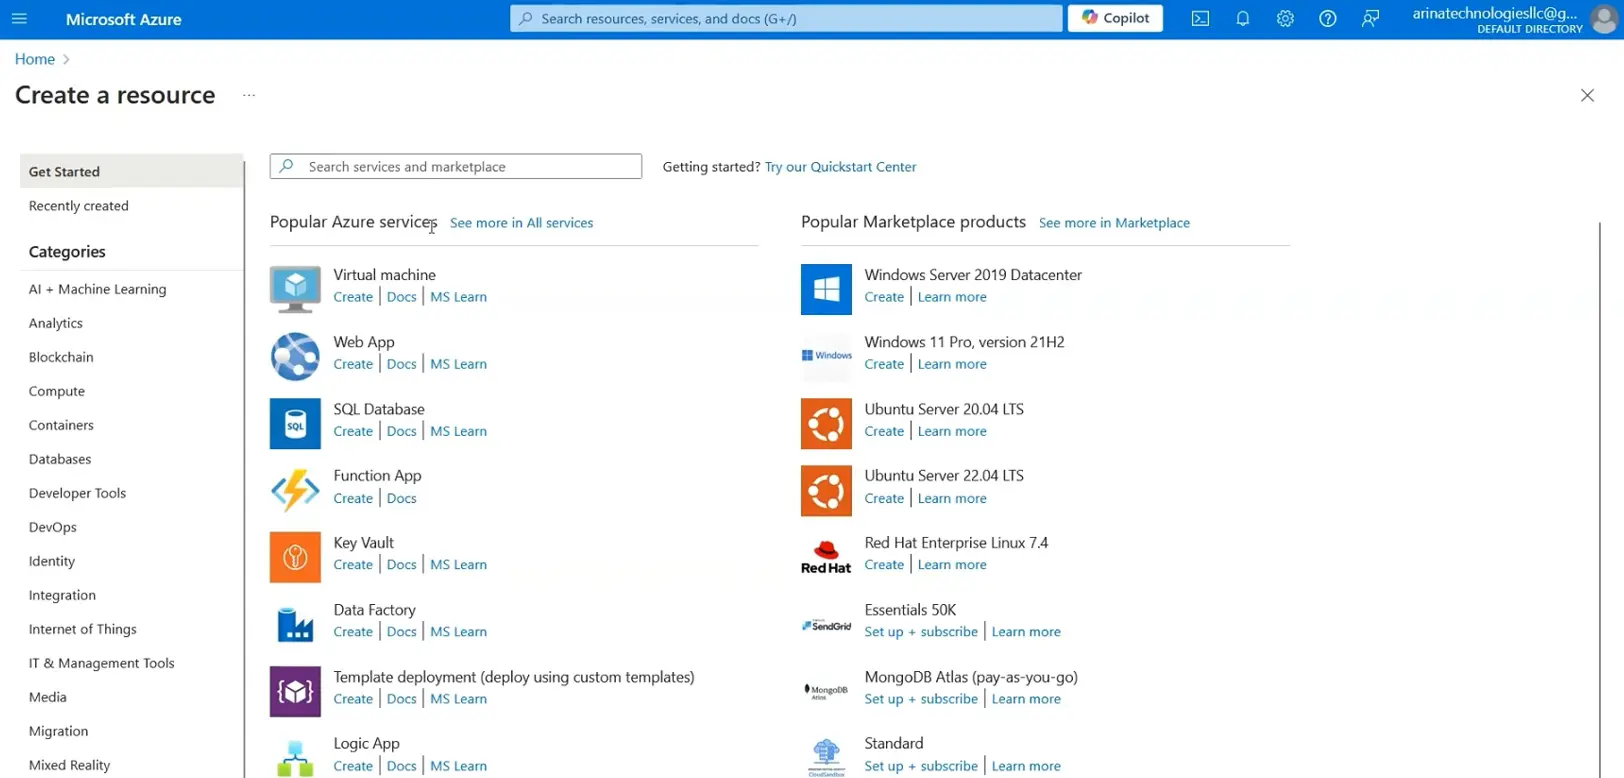 Microsoft Azure
Search resources, services, and docs (G+/)
Copilot
arinatechnologiesllc@g...
DEFAULT DIRECTORY
Home
Create a resource
...
Get Started
Recently created
Categories
AI + Machine Learning
Analytics
Blockchain
Compute
Containers
Databases
Developer Tools
DevOps
Identity
Integration
Internet of Things
IT & Management Tools
Media
Migration
Mixed Reality
Search services and marketplace
Getting started? Try our Quickstart Center
Popular Azure services See more in All services
Virtual machine
Create | Docs | MS Learn
Web App
Create | Docs | MS Learn
SQL
SQL Database
Create | Docs | MS Learn
Function App
Create | Docs
Key Vault
Create | Docs | MS Learn
Data Factory
Create | Docs | MS Learn
Template deployment (deploy using custom templates)
Create | Docs | MS Learn
Logic App
Create | Docs | MS Learn
Popular Marketplace products See more in Marketplace
Windows Server 2019 Datacenter
Create | Learn more
Windows
Windows 11 Pro, version 21H2
Create | Learn more
Ubuntu Server 20.04 LTS
Create | Learn more
Ubuntu Server 22.04 LTS
Create | Learn more
Red Hat
Red Hat Enterprise Linux 7.4
Create | Learn more
SendGrid
Essentials 50K
Set up + subscribe | Learn more
MongoDB
Atlas
MongoDB Atlas (pay-as-you-go)
Set up + subscribe | Learn more
Standard
Set up + subscribe | Learn more